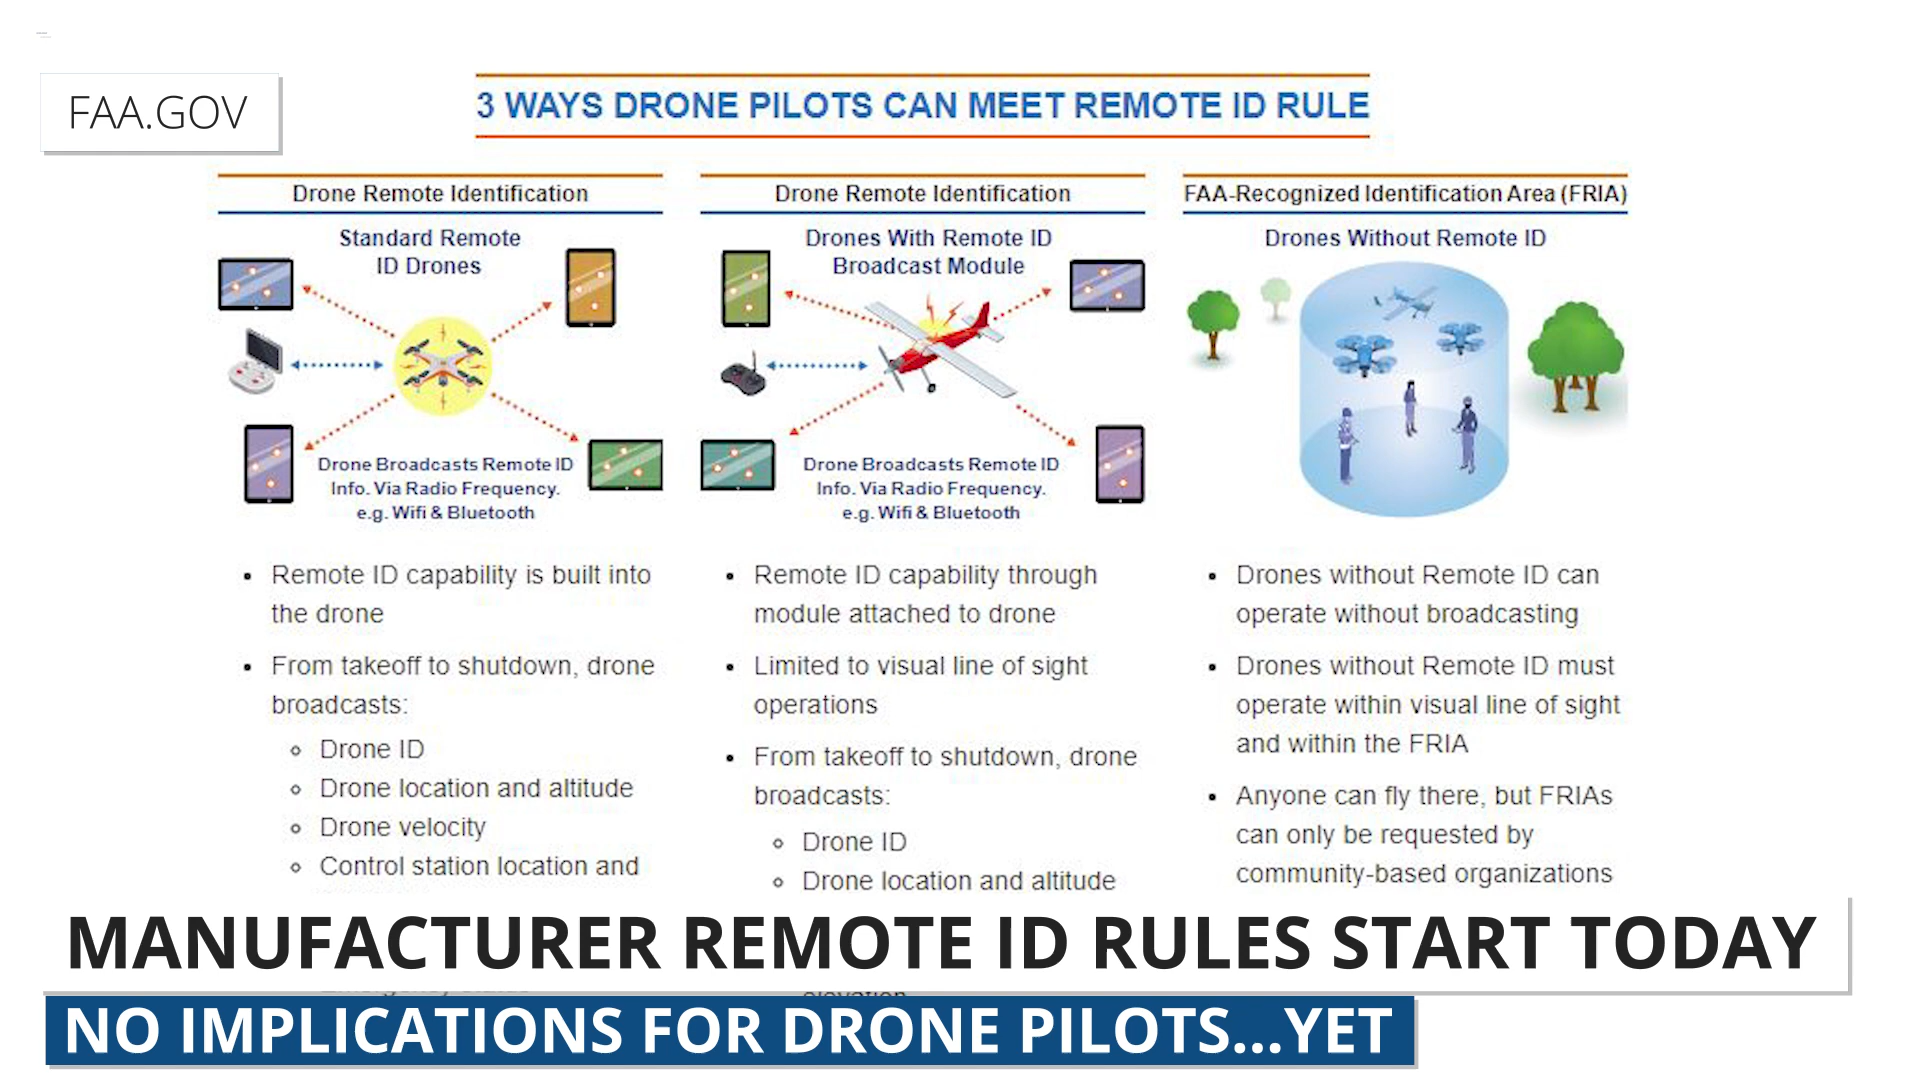 FAA.GOV
3 WAYS DRONE PILOTS CAN MEET REMOTE ID RULE
Drone Remote Identification
Standard Remote
ID Drones
Drone Broadcasts Remote ID
Info. Via Radio Frequency.
e.g. Wifi & Bluetooth
• Remote ID capability is built into
the drone
• From takeoff to shutdown, drone
broadcasts:
Drone ID
Drone location and altitude
Drone velocity
Control station location and
Drone Remote Identification
Drones With Remote ID
Broadcast Module
Drone Broadcasts Remote ID
Info. Via Radio Frequency.
e.g. Wifi & Bluetooth
• Remote ID capability through
module attached to drone
• Limited to visual line of sight
operations
• From takeoff to shutdown, drone
broadcasts:
Drone ID
Drone location and altitude
FAA-Recognized Identification Area (FRIA)
Drones Without Remote ID
• Drones without Remote ID can
operate without broadcasting
• Drones without Remote ID must
operate within visual line of sight
and within the FRIA
• Anyone can fly there, but FRIAs
can only be requested by
community-based organizations
MANUFACTURER REMOTE ID RULES START TODAY
NO IMPLICATIONS FOR DRONE PILOTS...YET